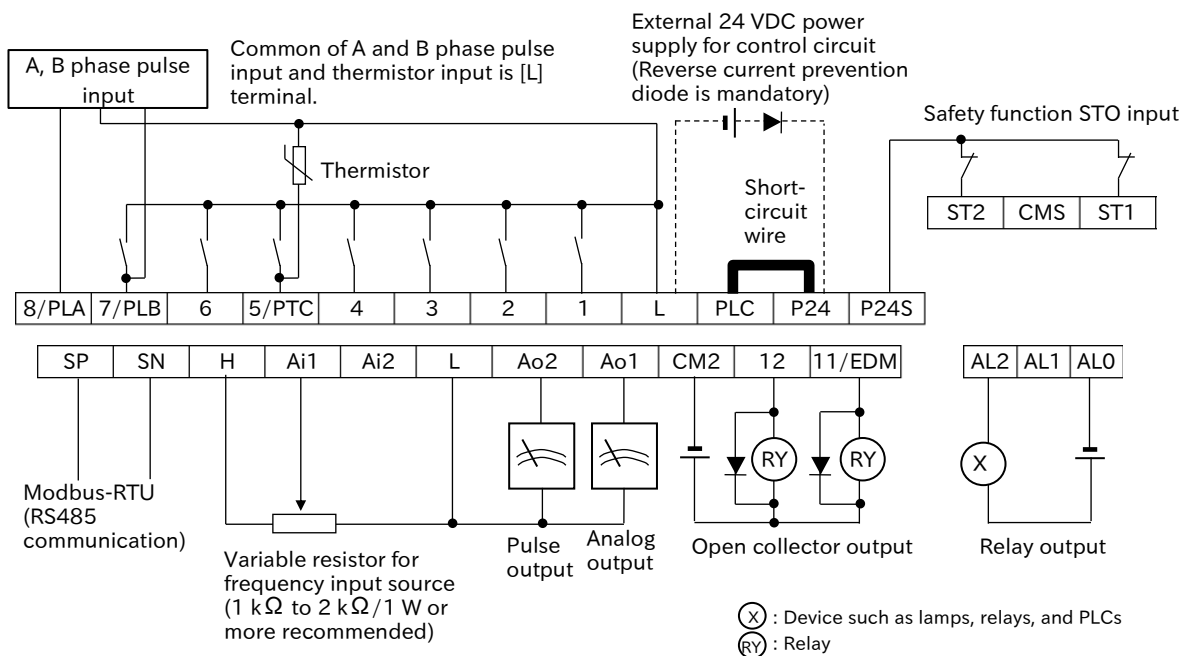 External 24 VDC power
supply for control circuit
(Reverse current prevention
diode is mandatory)
Common of A and B phase pulse
input and thermistor input is [L]
terminal.
A, B phase pulse
input
Safety function STO input
Thermistor
Short-
circuit
wire
ST2 CMS ST1
8/PLA 7/PLB 6 5/PTC 4 3 2 1 L PLC P24 P24S
SP SN H Ai1 Ai2 L Ao2 Ao1 CM2 12 11/EDM AL2 AL1 AL0
RY RY X
Modbus-RTU
(RS485
communication)
Variable resistor for
frequency input source
(1 kΩ to 2 kΩ/1 W or
more recommended)
Pulse
output
Analog
output
Open collector output
Relay output
X : Device such as lamps, relays, and PLCs
RY : Relay